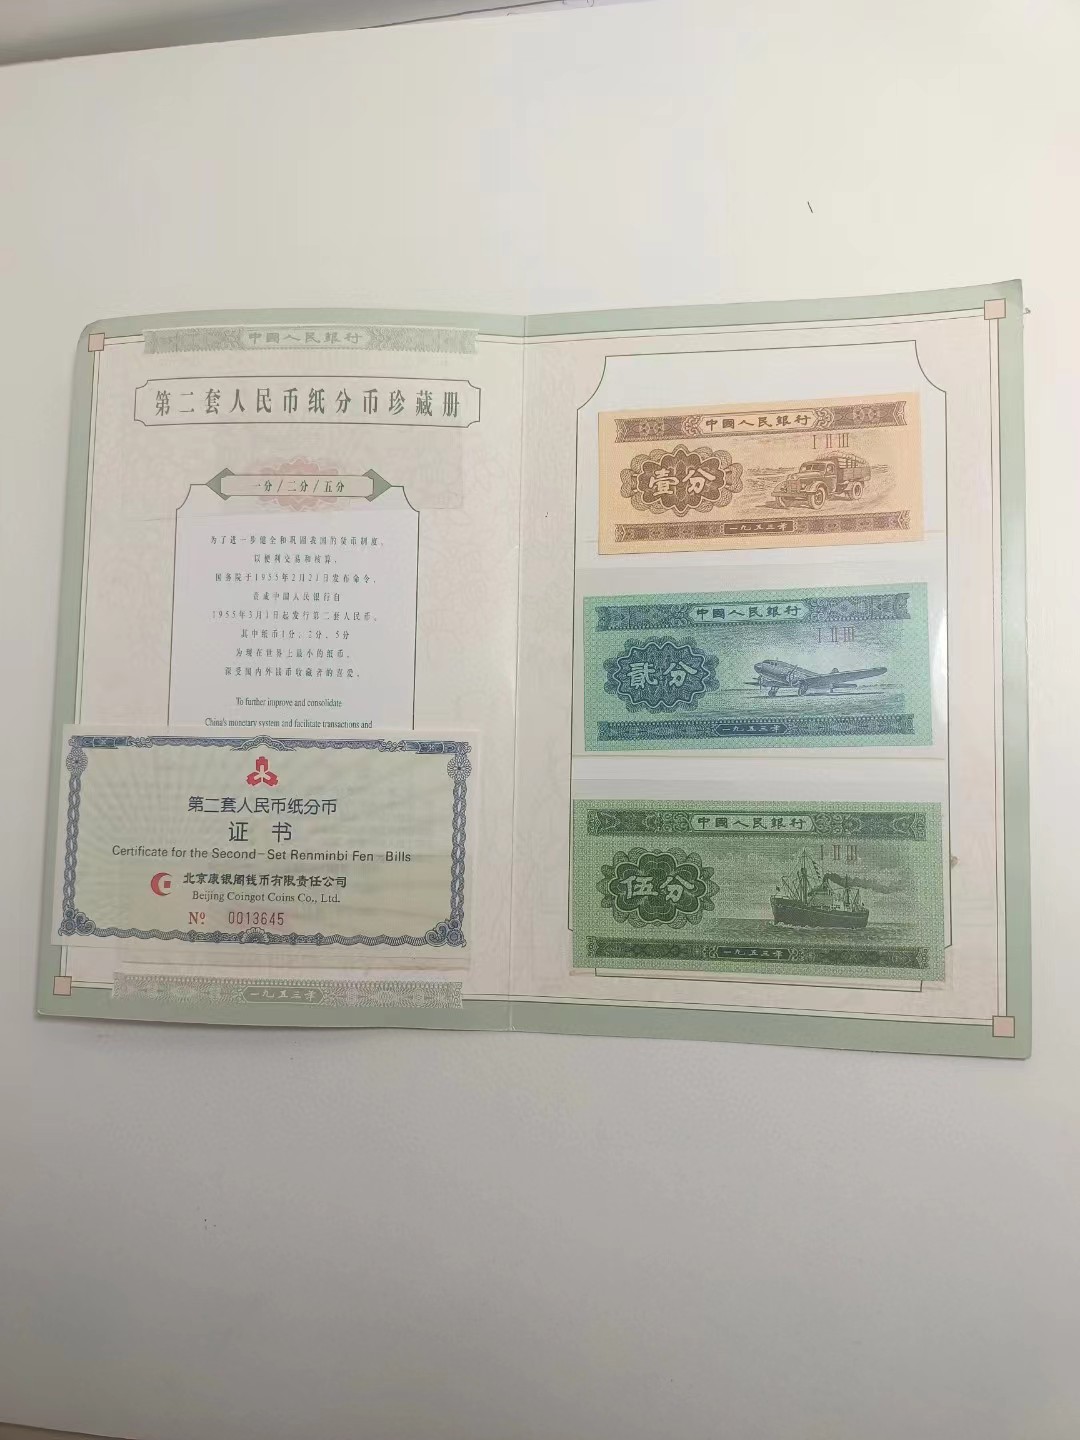 中國人民銀行
第二套人民币纸分币珍藏册
一分/二分/五分
为了进一步健全和巩固我国的货币制度,
以便利交易和核算,
国务院于1955年2月21日发布命令,
责成中国人民银行自
1955年3月1日起发行第二套人民币,
其中纸币1分、2分、5分
为现在世界上最小的纸币,
深受国内外钱币收藏者的喜爱。
To further improve and consolidate
China's monetary system and facilitate transactions and
第二套人民币纸分币
证 书
Certificate for the Second-Set Renminbi Fen Bills
北京康银阁钱币有限责任公司
Beijing Coingot Coins Co., Ltd.
Nº 0013645
一九五三年
中國人民銀行
I II III
壹分
一九五三年
中國人民銀行
I II III
貳分
一九五三年
中國人民銀行
I II III
伍分
一九五三年